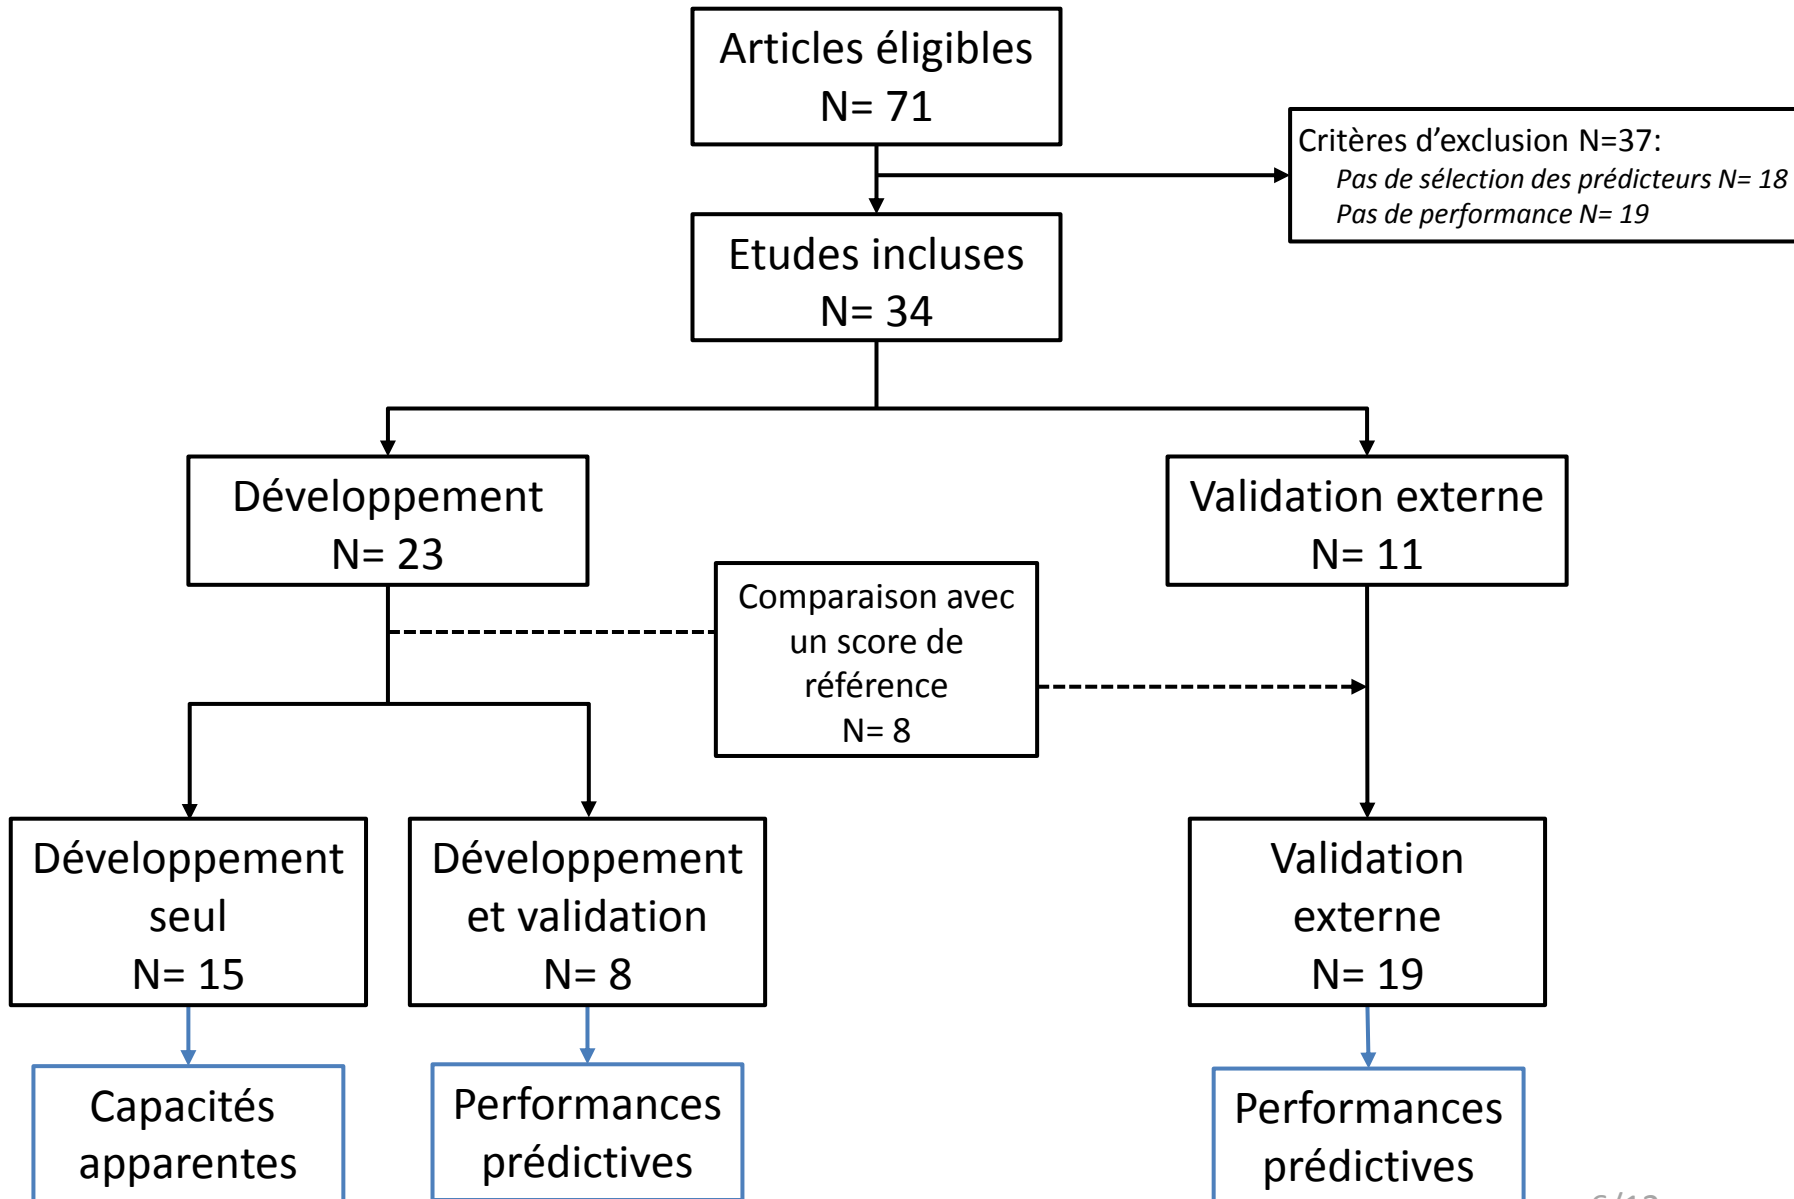 Articles éligibles
N= 71
Critères d’exclusion N=37:
Pas de sélection des prédicteurs N= 18
Pas de performance N= 19
Etudes incluses
N= 34
Développement
N= 23
Validation externe
N= 11
Comparaison avec
un score de
référence
N= 8
Développement
seul
N= 15
Développement
et validation
N= 8
Validation
externe
N= 19
Capacités
apparentes
Performances
prédictives
Performances
prédictives